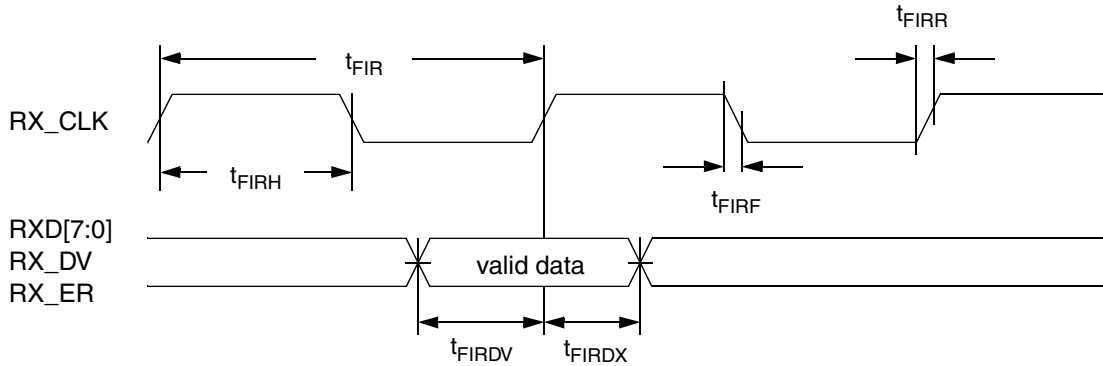 tFIRR
tFIR
RX_CLK
tFIRH
tFIRF
RXD[7:0]
RX_DV
valid data
RX_ER
tFIRDV
tFIRDX